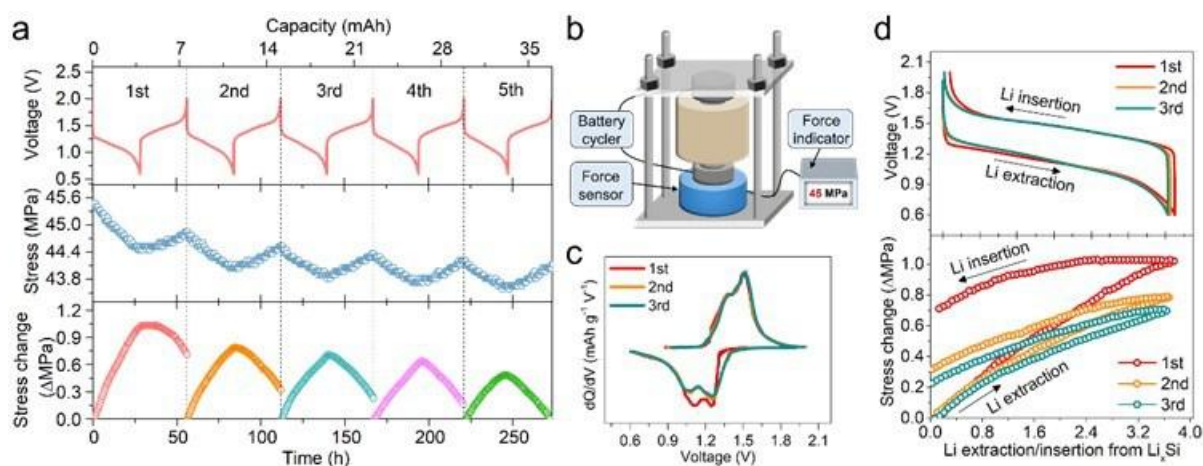 a
Capacity (mAh)
0 7 14 21 28 35
2.5
2.0
1.5
1.0
0.5
Voltage (V)
1st 2nd 3rd 4th 5th
45.6
45.0
44.4
43.8
Stress (MPa)
1.2
0.9
0.6
0.3
0.0
Stress change
(ΔMPa)
0 50 100 150 200 250
Time (h)
b
Battery
cycler
Force
sensor
Force
indicator
45 MPa
c
1st
2nd
3rd
dQ/dV (mAh g⁻¹ V⁻¹)
0.6 0.9 1.2 1.5 1.8 2.1
Voltage (V)
d
2.1
1.8
1.5
1.2
0.9
0.6
Voltage (V)
1st
2nd
3rd
Li insertion
Li extraction
1.0
0.8
0.6
0.4
0.2
0.0
Stress change (ΔMPa)
Li insertion
Li extraction
1st
2nd
3rd
0.0 0.8 1.6 2.4 3.2 4.0
Li extraction/insertion from LiₓSi